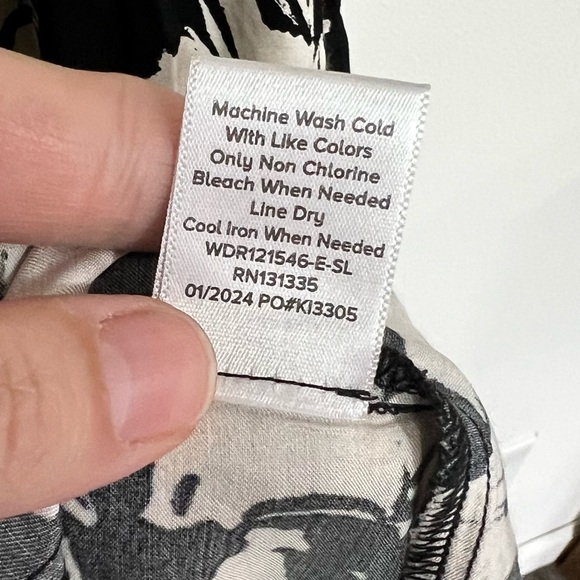 Machine Wash Cold
With Like Colors
Only Non Chlorine
Bleach When Needed
Line Dry
Cool Iron When Needed
WDR121546-E-SL
RN131335
01/2024 PO#KI3305